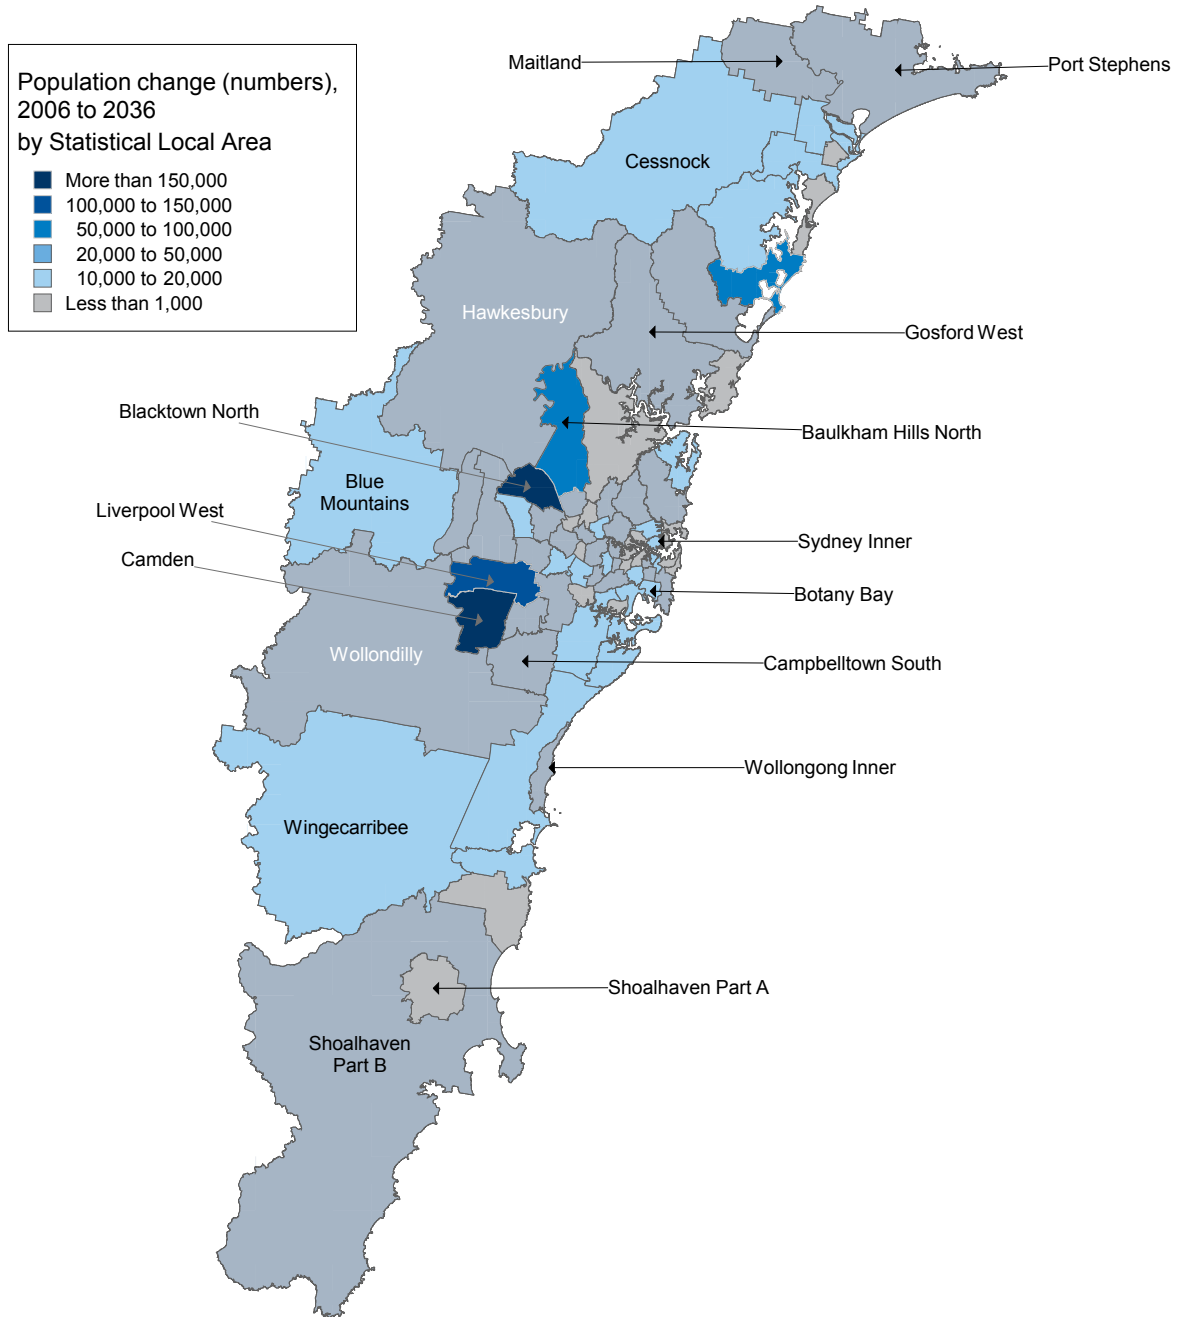 Population change (numbers),
2006 to 2036
by Statistical Local Area
More than 150,000
100,000 to 150,000
50,000 to 100,000
20,000 to 50,000
10,000 to 20,000
Less than 1,000
Maitland
Port Stephens
Cessnock
Hawkesbury
Gosford West
Blacktown North
Baulkham Hills North
Blue
Mountains
Liverpool West
Sydney Inner
Camden
Botany Bay
Wollondilly
Campbelltown South
Wollongong Inner
Wingecarribee
Shoalhaven Part A
Shoalhaven
Part B